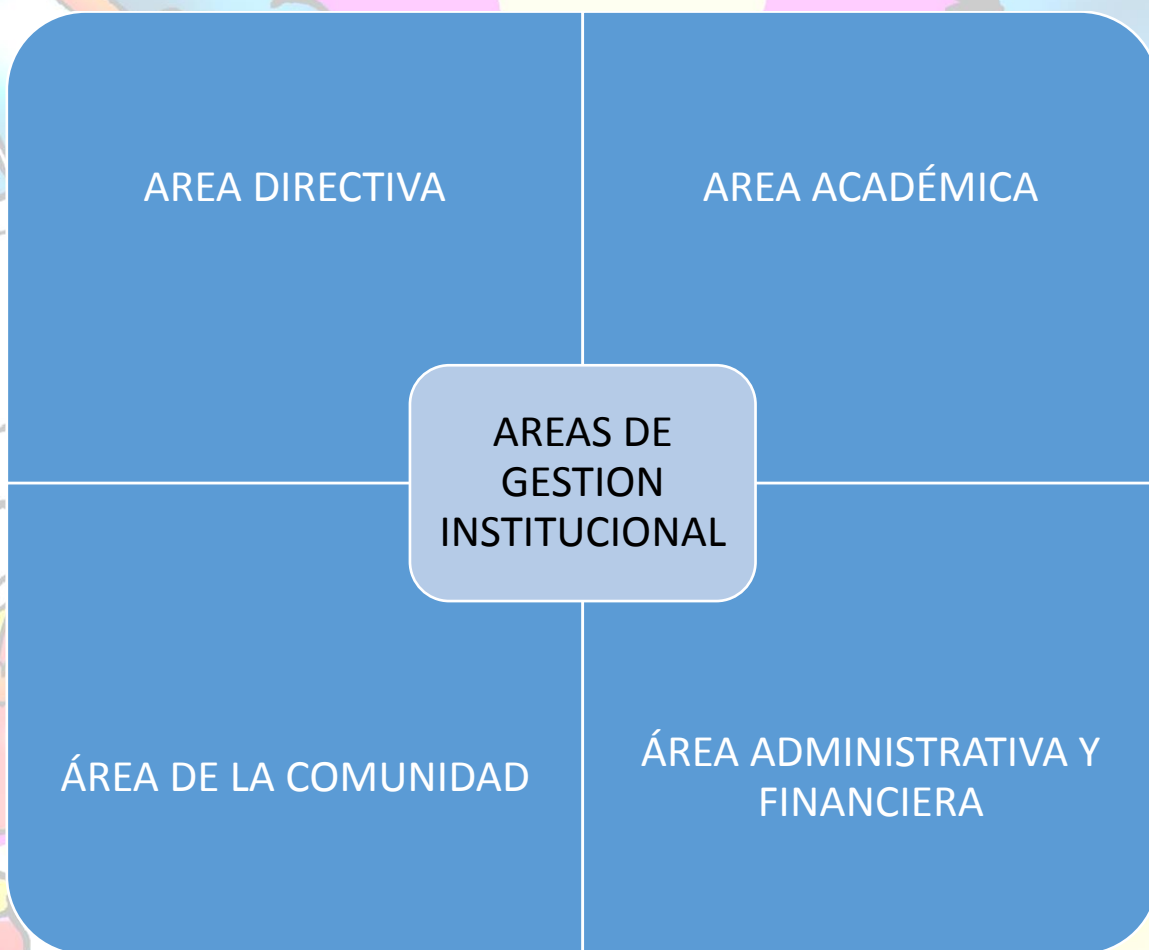 AREA DIRECTIVA
AREA ACADÉMICA
AREAS DE
GESTION
INSTITUCIONAL
ÁREA DE LA COMUNIDAD
ÁREA ADMINISTRATIVA Y
FINANCIERA